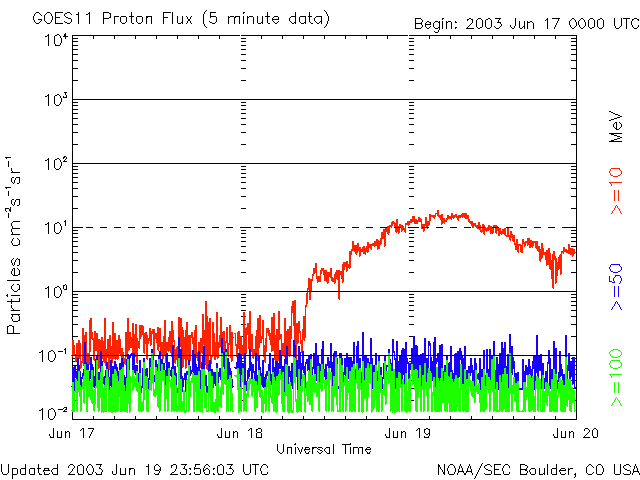 GOES11 Proton Flux (5 minute data)
Begin: 2003 Jun 17 0000 UTC
Particles cm⁻²s⁻¹sr⁻¹
10⁴
10³
10²
10¹
10⁰
10⁻¹
10⁻²
Jun 17
Jun 18
Jun 19
Jun 20
Universal Time
>=10
>=50
>=100
MeV
Updated 2003 Jun 19 23:56:03 UTC
NOAA/SEC Boulder, CO USA